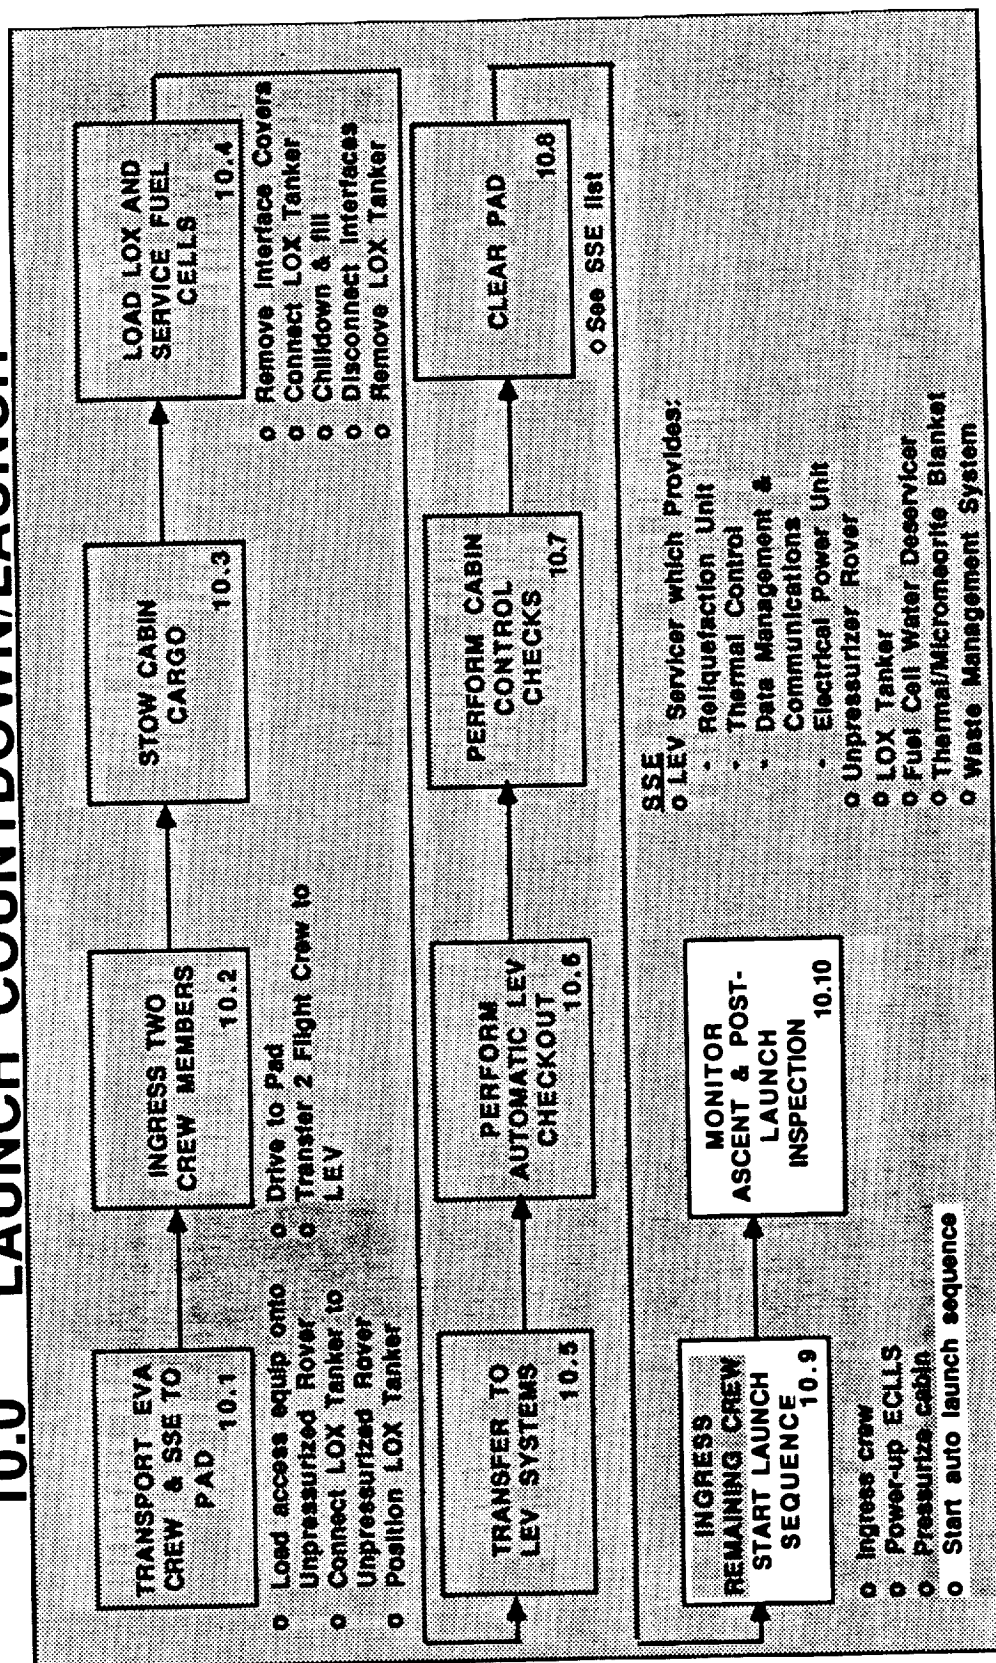 10.0 LAUNCH COUNTDOWN/LAUNCH
TRANSPORT EVA
CREW & SSE TO
PAD
10.1
o Load access equip onto
Unpressurized Rover
o Connect LOX Tanker to
Unpressurized Rover
o Position LOX Tanker
INGRESS TWO
CREW MEMBERS
10.2
o Drive to Pad
o Transfer 2 Flight Crew to
LEV
STOW CABIN
CARGO
10.3
LOAD LOX AND
SERVICE FUEL
CELLS
10.4
o Remove Interface Covers
o Connect LOX Tanker
o Chilldown & fill
o Disconnect Interfaces
o Remove LOX Tanker
TRANSFER TO
LEV SYSTEMS
10.5
PERFORM
AUTOMATIC LEV
CHECKOUT
10.6
PERFORM CABIN
CONTROL
CHECKS
10.7
CLEAR PAD
10.8
o See SSE list
INGRESS
REMAINING CREW
START LAUNCH
SEQUENCE
10.9
o Ingress crew
o Power-up ECLLS
o Pressurize cabin
o Start auto launch sequence
MONITOR
ASCENT & POST-
LAUNCH
INSPECTION
10.10
SSE
o LEV Servicer which Provides:
- Reliquefaction Unit
- Thermal Control
- Data Management &
Communications
- Electrical Power Unit
o Unpressurizer Rover
o LOX Tanker
o Fuel Cell Water Deservicer
o Thermal/Micromeorite Blanket
o Waste Management System